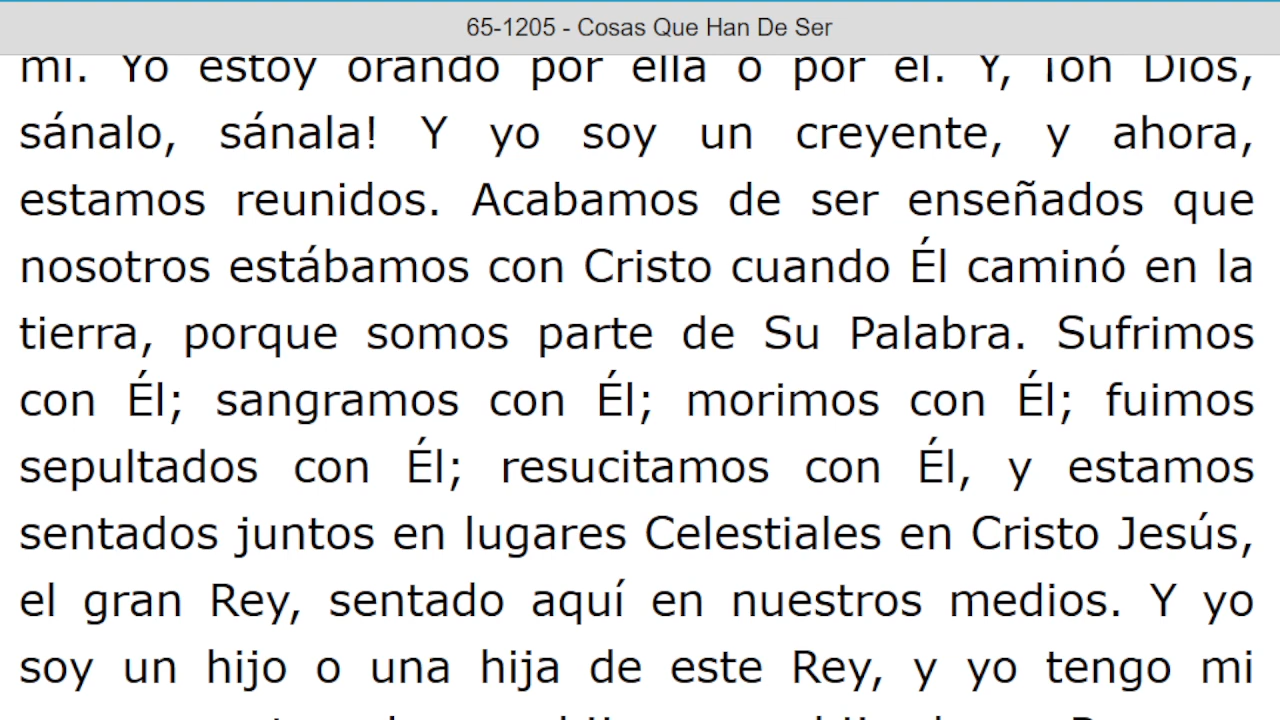 65-1205 - Cosas Que Han De Ser
mí. Yo estoy orando por ella o por él. Y, ¡oh Dios,
sánalo, sánala! Y yo soy un creyente, y ahora,
estamos reunidos. Acabamos de ser enseñados que
nosotros estábamos con Cristo cuando Él caminó en la
tierra, porque somos parte de Su Palabra. Sufrimos
con Él; sangramos con Él; morimos con Él; fuimos
sepultados con Él; resucitamos con Él, y estamos
sentados juntos en lugares Celestiales en Cristo Jesús,
el gran Rey, sentado aquí en nuestros medios. Y yo
soy un hijo o una hija de este Rey, y yo tengo mi